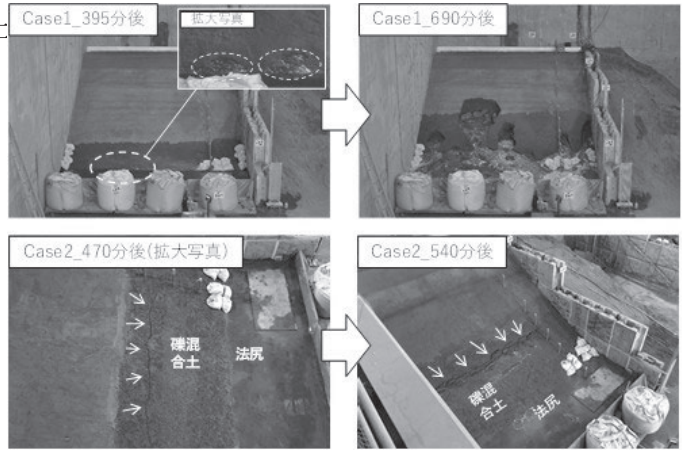 Case1_395分後
拡大写真
Case1_690分後
Case2_470分後(拡大写真)
礫混
合土
法尻
Case2_540分後
礫混
合土
法尻